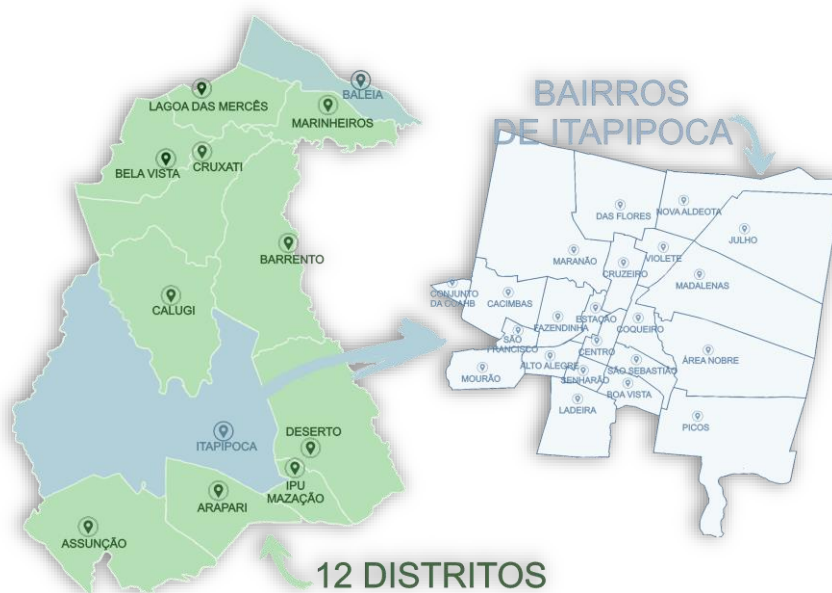 BALEIA
LAGOA DAS MERCÊS
MARINHEIROS
CRUXATI
BELA VISTA
BARRENTO
CALUGI
ITAPIPOCA
DESERTO
IPU
MAZAÇÃO
ARAPARI
ASSUNÇÃO
12 DISTRITOS
BAIRROS
DE ITAPIPOCA
DAS FLORES
NOVA ALDEOTA
JULHO
MARANÃO
VIOLETE
CRUZEIRO
MADALENAS
CONJUNTO
DA COAHB
CACIMBAS
ESTAÇÃO
FAZENDINHA
COQUEIRO
SÃO
FRANCISCO
CENTRO
ÁREA NOBRE
ALTO ALEGRE
SÃO SEBASTIÃO
MOURÃO
SENHARÃO
BOA VISTA
LADEIRA
PICOS